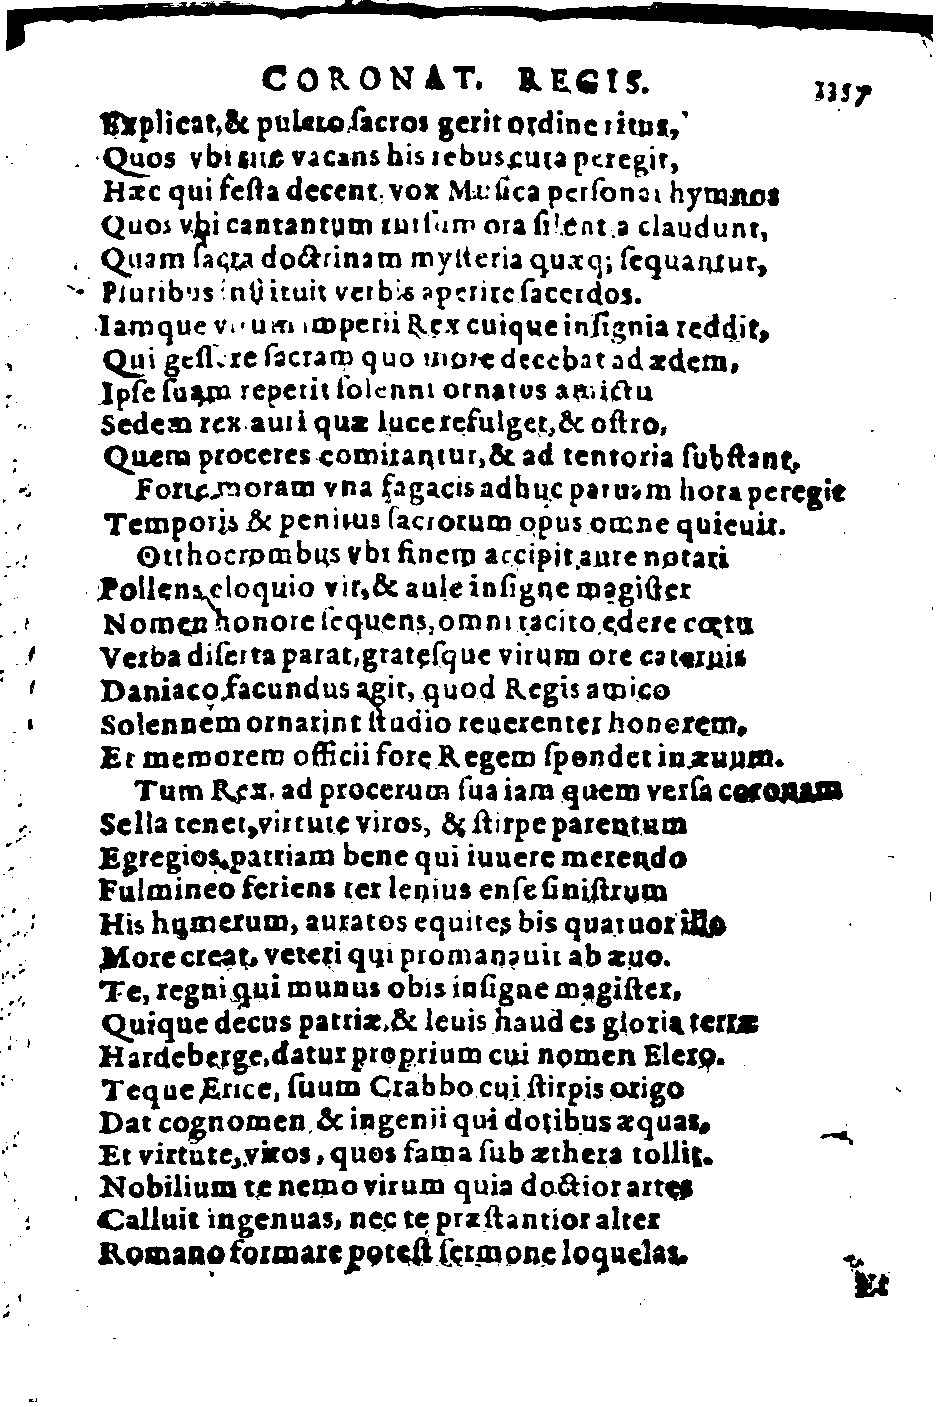 CORONAT. REGIS. 1157
Explicat, & pulcro sacros gerit ordine ritus,
Quos vbi siue vacans his rebus cuta peregit,
Hæc qui festa decent, vox Musica personat hymnos
Quos vbi cantantum rursum ora silentia claudunt,
Quam sacra doctrinam mysteria quæq; sequantur,
Pluribus instituit verbis aperire sacerdos.
Iamque imperii Rex cuique insignia reddit,
Qui gessere sacram quo more decebat ad ædem,
Ipse suam reperit solenni ornatus amictu
Sedem rex auri quæ luce refulget, & ostro,
Quem proceres comitantur, & ad tentoria substant,
Forte moram vna sagacis adhuc paruam hora peregit
Temporis & penitus sacrorum opus omne quieuit.
Otthocrombus vbi finem accipit aure notari
Pollens eloquio vir, & aule insigne magister
Nomen honore sequens, omni tacito edere cœtu
Verba diserta parat, gratesque virum ore cateruis
Daniaco facundus agit, quod Regis amico
Solennem ornarint studio reuerenter honorem,
Et memorem officii fore Regem spondet in æuum.
Tum Rex, ad procerum sua iam quem versa coronam
Sella tenet, virtute viros, & stirpe parentum
Egregios, patriam bene qui iuuere merendo
Fulmineo feriens ter lenius ense sinistrum
His humerum, auratos equites bis quatuor illo
More creat, veteri qui promanauit ab æuo.
Te, regni qui munus obis insigne magister,
Quique decus patriæ, & leuis haud es gloria terræ
Hardeberge, datur proprium cui nomen Elero.
Teque Erice, suum Crabbo cui stirpis origo
Dat cognomen, & ingenii qui dotibus æquas,
Et virtute, viros, quos fama sub æthera tollit.
Nobilium te nemo virum quia doctior artes
Calluit ingenuas, nec te præstantior alter
Romano formare potest sermone loquelas.
Et